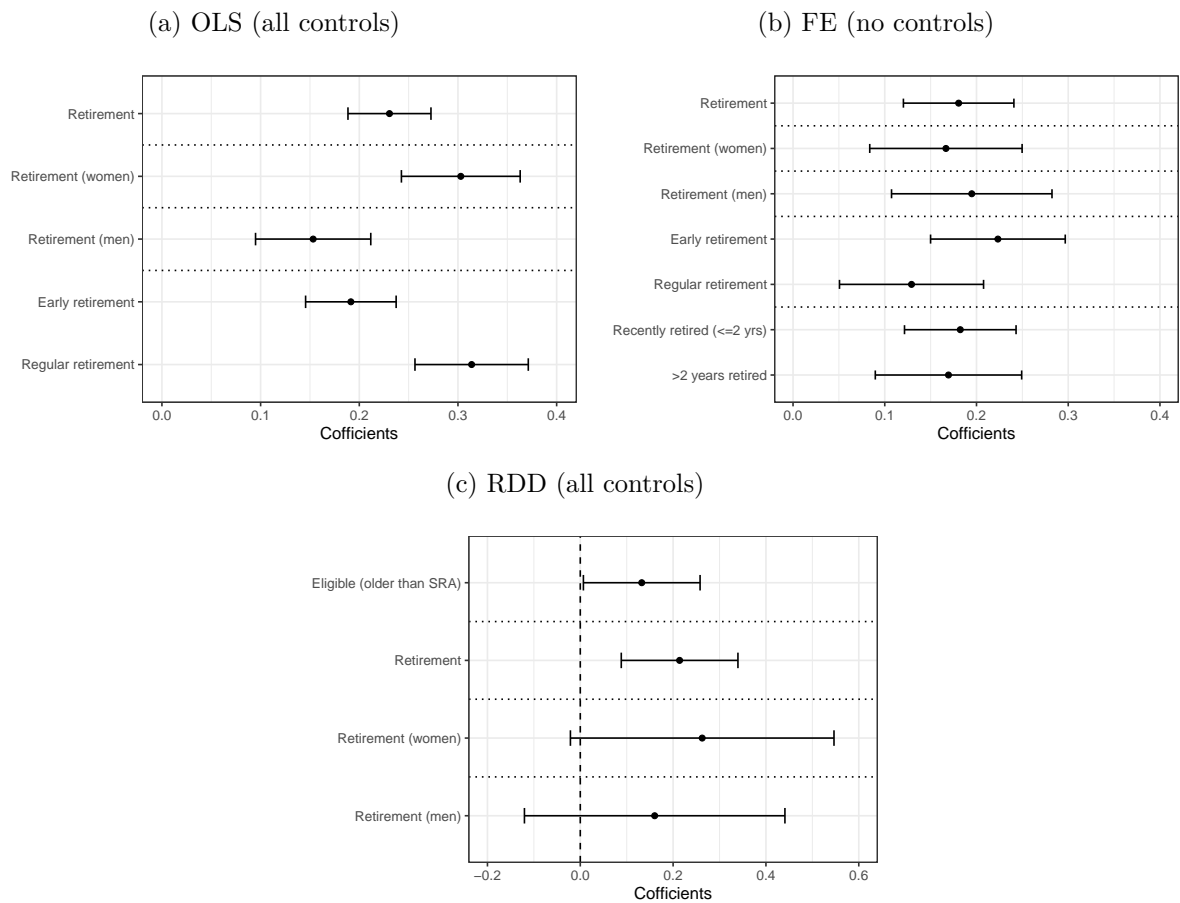 (a) OLS (all controls)
Retirement
Retirement (women)
Retirement (men)
Early retirement
Regular retirement
0.0 0.1 0.2 0.3 0.4
Cofficients
(b) FE (no controls)
Retirement
Retirement (women)
Retirement (men)
Early retirement
Regular retirement
Recently retired (<=2 yrs)
>2 years retired
0.0 0.1 0.2 0.3 0.4
Cofficients
(c) RDD (all controls)
Eligible (older than SRA)
Retirement
Retirement (women)
Retirement (men)
−0.2 0.0 0.2 0.4 0.6
Cofficients